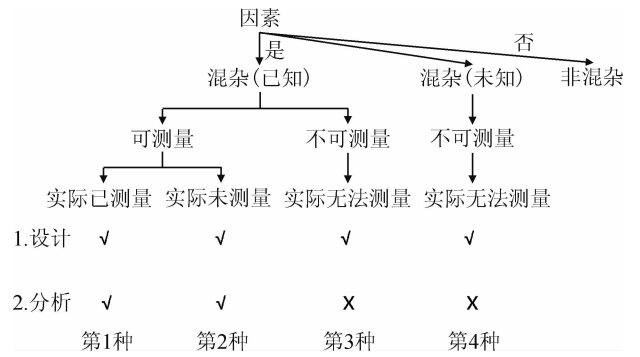 因素
是
否
混杂(已知) 混杂(未知) 非混杂
可测量 不可测量 不可测量
实际已测量 实际未测量 实际无法测量 实际无法测量
1.设计 √ √ √ √
2.分析 √ √ X X
第1种 第2种 第3种 第4种